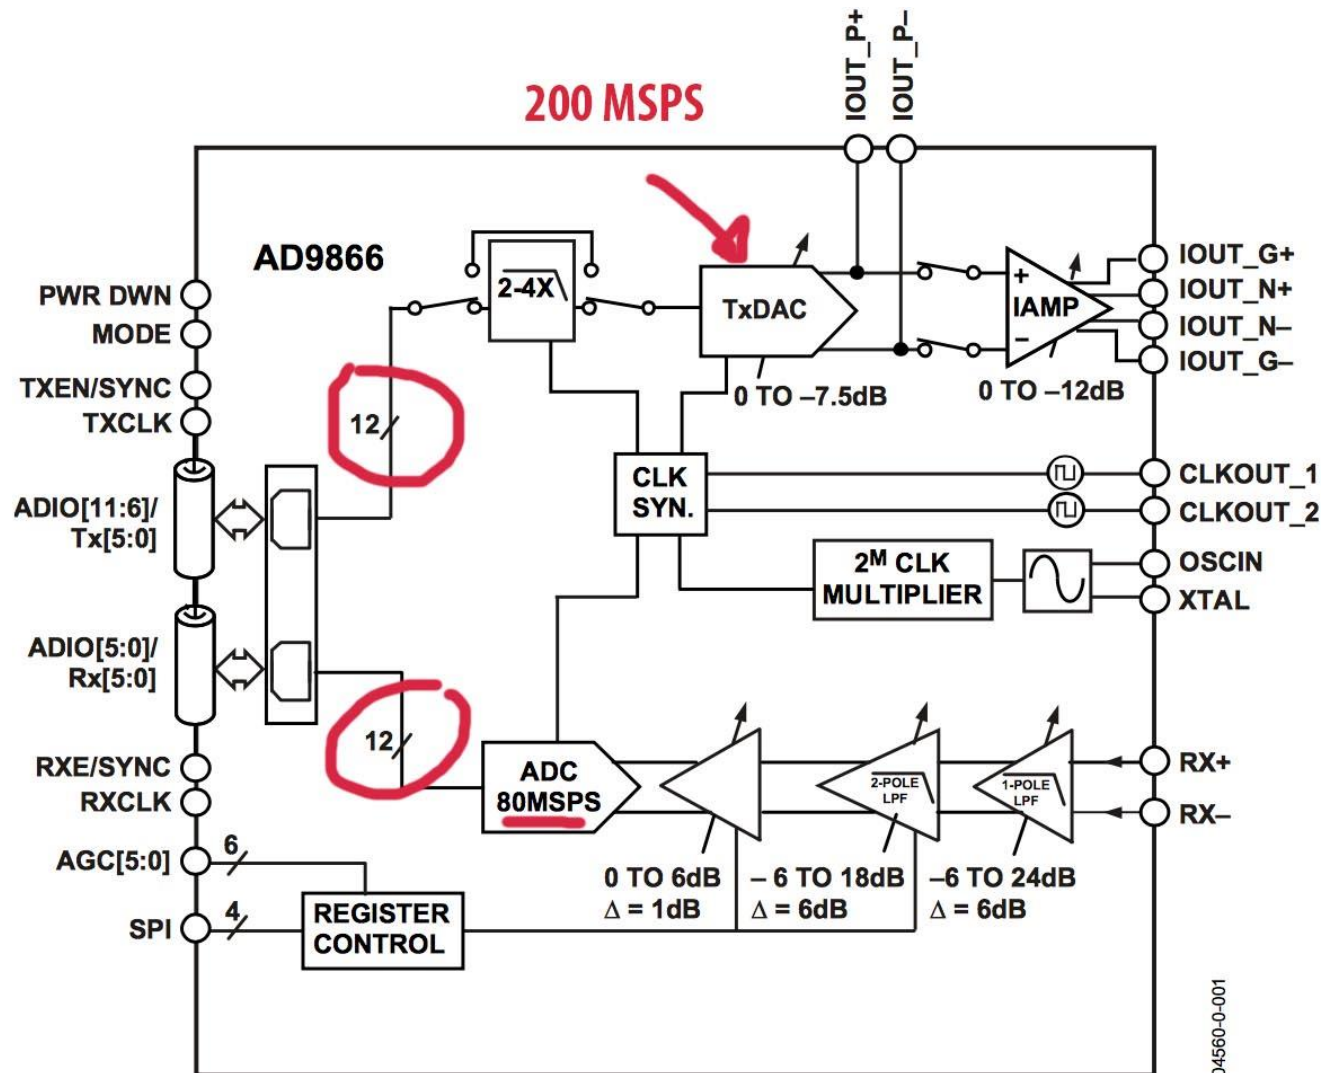 IOUT_P+
IOUT_P–
200 MSPS
AD9866
PWR DWN
MODE
TXEN/SYNC
TXCLK
ADIO[11:6]/
Tx[5:0]
ADIO[5:0]/
Rx[5:0]
RXE/SYNC
RXCLK
AGC[5:0]
SPI
12
12
6
4
2-4X
TxDAC
0 TO –7.5dB
+
IAMP
–
0 TO –12dB
IOUT_G+
IOUT_N+
IOUT_N–
IOUT_G–
CLK
SYN.
CLKOUT_1
CLKOUT_2
2M CLK
MULTIPLIER
OSCIN
XTAL
ADC
80MSPS
2-POLE
LPF
1-POLE
LPF
RX+
RX–
0 TO 6dB
Δ = 1dB
– 6 TO 18dB
Δ = 6dB
–6 TO 24dB
Δ = 6dB
REGISTER
CONTROL
04560-0-001